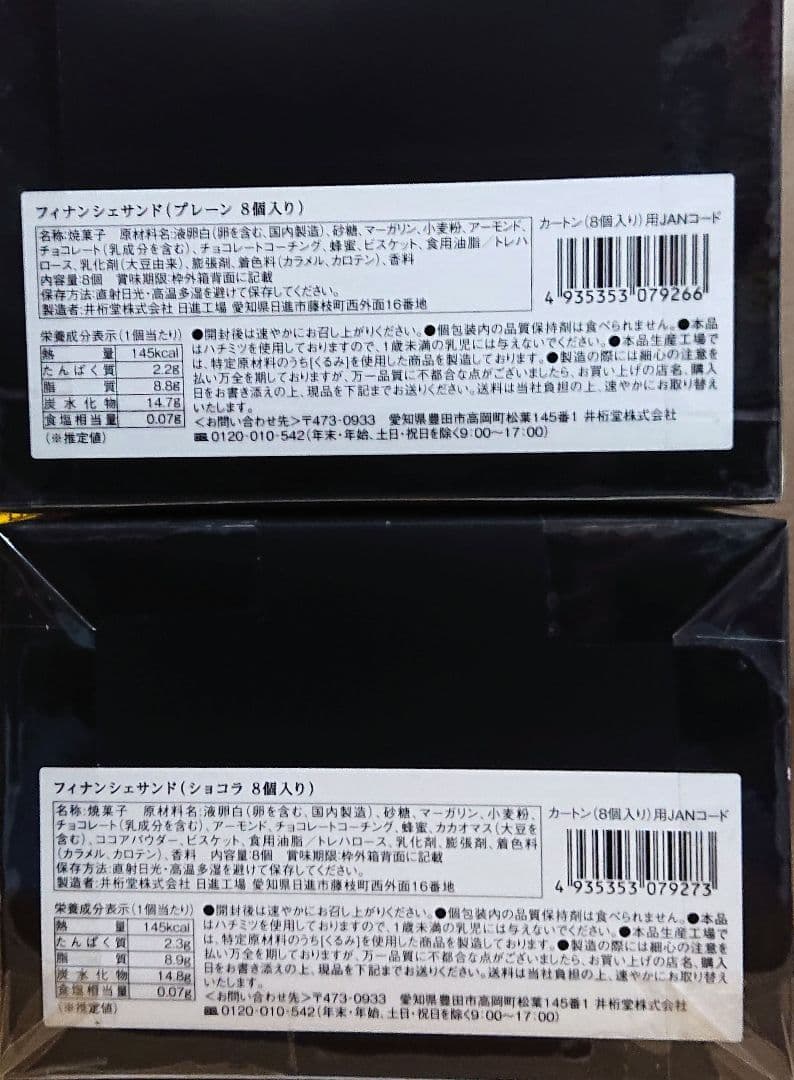 フィナンシェサンド(プレーン 8個入り)
名称:焼菓子 原材料名:液卵白(卵を含む、国内製造)、砂糖、マーガリン、小麦粉、アーモンド、
チョコレート(乳成分を含む)、チョコレートコーチング、蜂蜜、ビスケット、食用油脂/トレハ
ロース、乳化剤(大豆由来)、膨張剤、着色料(カラメル、カロテン)、香料
内容量:8個 賞味期限:枠外箱背面に記載
保存方法:直射日光・高温多湿を避けて保存してください。
製造者:井桁堂株式会社 日進工場 愛知県日進市藤枝町西外面16番地
カートン(8個入り)用JANコード
4 935353 079266
栄養成分表示(1個当たり)
熱量 145kcal
たんぱく質 2.2g
脂質 8.8g
炭水化物 14.7g
食塩相当量 0.07g
(※推定値)
●開封後は速やかにお召し上がりください。●個包装内の品質保持剤は食べられません。●本品
はハチミツを使用しておりますので、1歳未満の乳児には与えないでください。●本品生産工場で
は、特定原材料のうち[くるみ]を使用した商品を製造しております。●製造の際には細心の注意を
払い万全を期しておりますが、万一品質に不都合な点がございましたら、お買い上げの店名、購入
日をお書き添えの上、現品を下記までお送りください。送料は当社負担の上、速やかにお取り替え
いたします。
<お問い合わせ先>〒473-0933 愛知県豊田市高岡町松葉145番1 井桁堂株式会社
0120-010-542(年末・年始、土日・祝日を除く9:00~17:00)
フィナンシェサンド(ショコラ 8個入り)
名称:焼菓子 原材料名:液卵白(卵を含む、国内製造)、砂糖、マーガリン、小麦粉、
チョコレート(乳成分を含む)、アーモンド、チョコレートコーチング、蜂蜜、カカオマス(大豆を
含む)、ココアパウダー、ビスケット、食用油脂/トレハロース、乳化剤、膨張剤、着色料
(カラメル、カロテン)、香料 内容量:8個 賞味期限:枠外箱背面に記載
保存方法:直射日光・高温多湿を避けて保存してください。
製造者:井桁堂株式会社 日進工場 愛知県日進市藤枝町西外面16番地
カートン(8個入り)用JANコード
4 935353 079273
栄養成分表示(1個当たり)
熱量 145kcal
たんぱく質 2.3g
脂質 8.9g
炭水化物 14.8g
食塩相当量 0.07g
(※推定値)
●開封後は速やかにお召し上がりください。●個包装内の品質保持剤は食べられません。●本品
はハチミツを使用しておりますので、1歳未満の乳児には与えないでください。●本品生産工場で
は、特定原材料のうち[くるみ]を使用した商品を製造しております。●製造の際には細心の注意を
払い万全を期しておりますが、万一品質に不都合な点がございましたら、お買い上げの店名、購入
日をお書き添えの上、現品を下記までお送りください。送料は当社負担の上、速やかにお取り替え
いたします。
<お問い合わせ先>〒473-0933 愛知県豊田市高岡町松葉145番1 井桁堂株式会社
0120-010-542(年末・年始、土日・祝日を除く9:00~17:00)